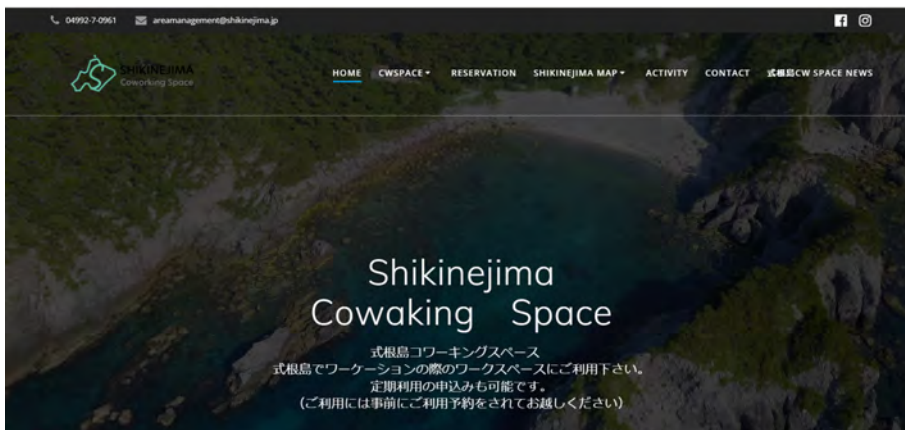 04992-7-0961 areamanagement@shikinejima.jp
SHIKINEJIMA
Coworking Space
HOME CWSPACE RESERVATION SHIKINEJIMA MAP ACTIVITY CONTACT 式根島CW SPACE NEWS
Shikinejima
Cowaking Space
式根島コワーキングスペース
式根島でワーケーションの際のワークスペースにご利用下さい。
定期利用の申込みも可能です。
(ご利用には事前にご利用予約をされてお越しください)